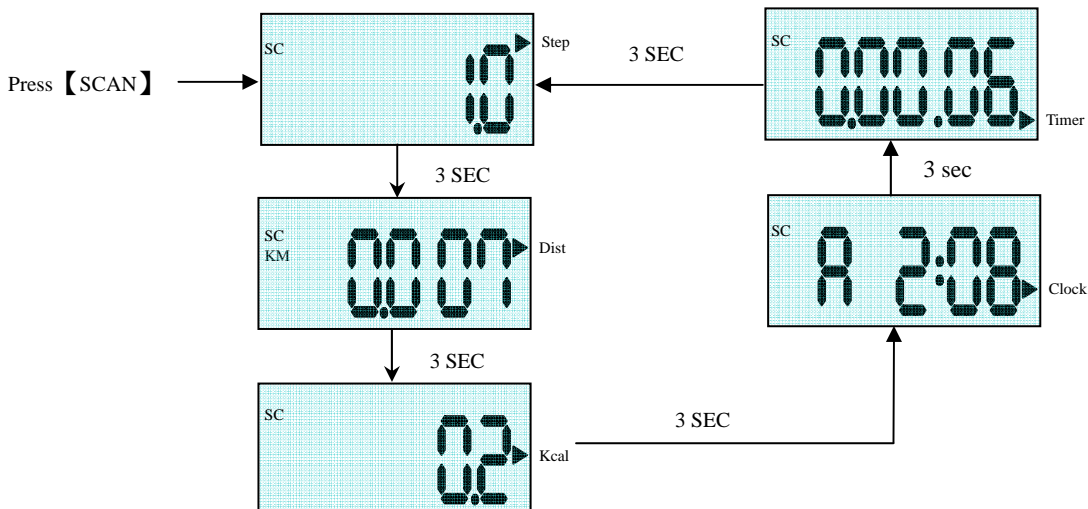 SC
1.0
Step
Press【SCAN】
3 SEC
SC
KM
0.007
Dist
3 SEC
SC
0.2
Kcal
3 SEC
SC
A 2:08
Clock
3 sec
SC
0.00.06
Timer
3 SEC